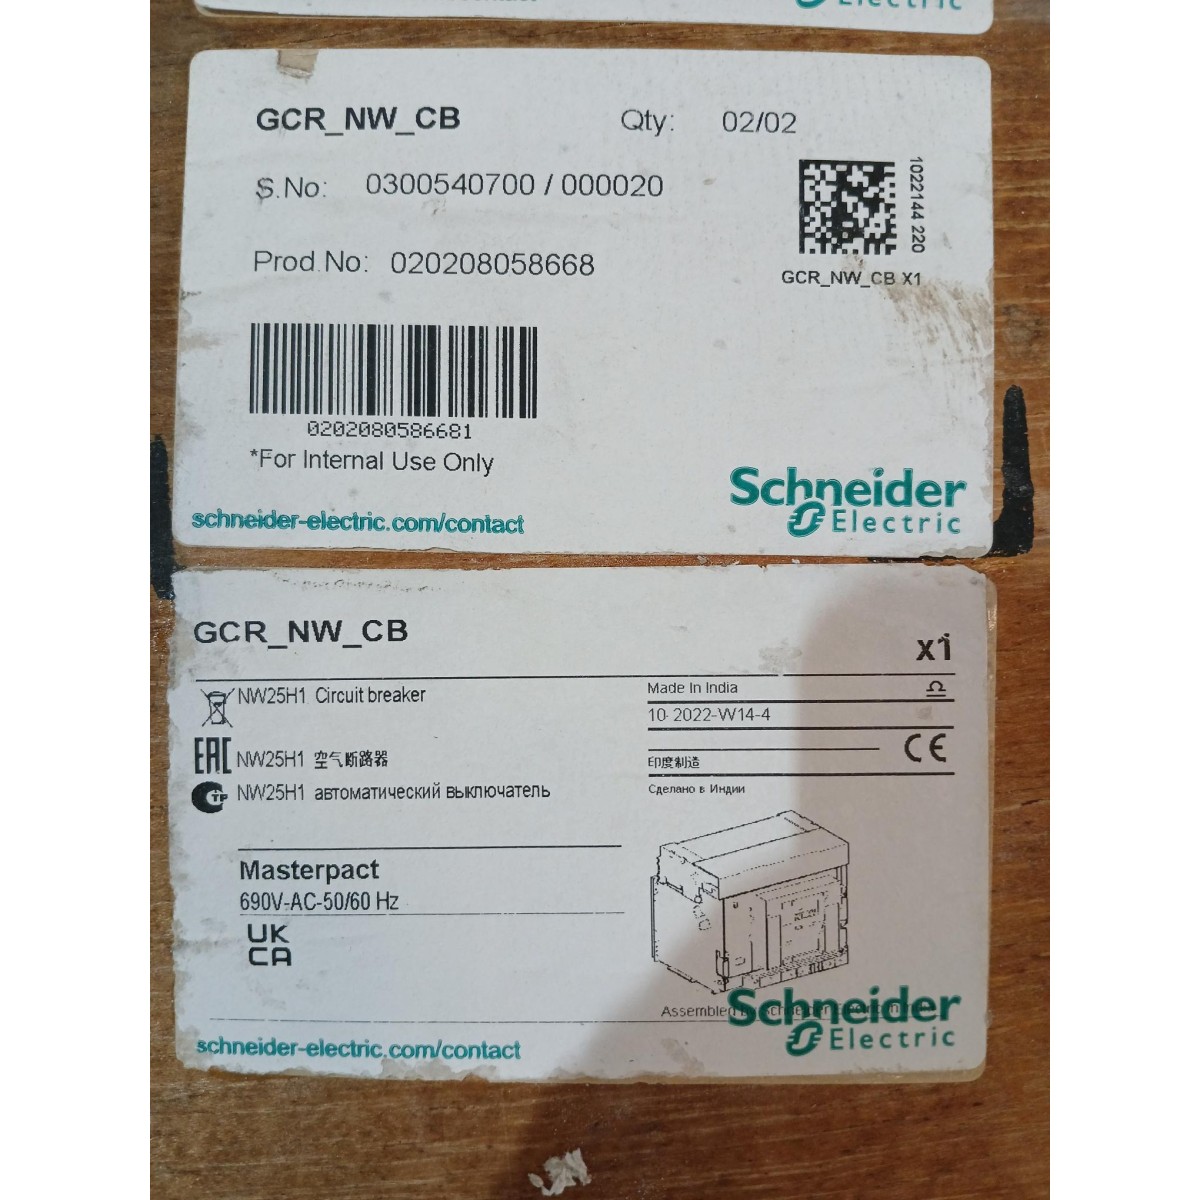 Electric
GCR_NW_CB
Qty: 02/02
S.No: 0300540700 / 000020
1022144 220
Prod.No: 020208058668
GCR_NW_CB X1
0202080586681
*For Internal Use Only
schneider-electric.com/contact
Schneider
Electric
GCR_NW_CB
x1
NW25H1 Circuit breaker
Made In India
10-2022-W14-4
EAC
NW25H1 空气断路器
CE
印度制造
NW25H1 автоматический выключатель
Сделано в Индии
Masterpact
690V-AC-50/60 Hz
UK
CA
Schneider
Electric
schneider-electric.com/contact